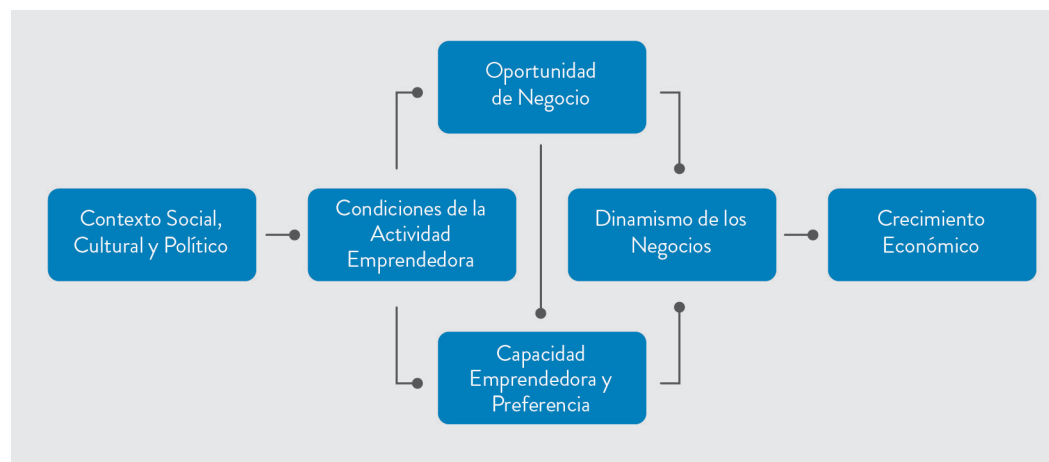 Oportunidad
de Negocio
Contexto Social,
Cultural y Político
Condiciones de la
Actividad
Emprendedora
Dinamismo de los
Negocios
Crecimiento
Económico
Capacidad
Emprendedora y
Preferencia